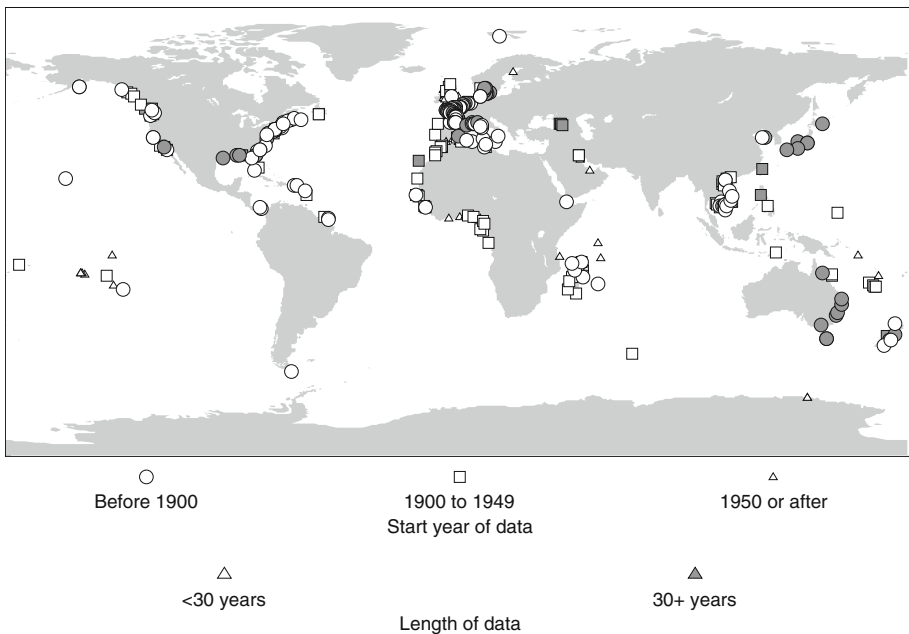 Before 1900
1900 to 1949
1950 or after
Start year of data
<30 years
30+ years
Length of data